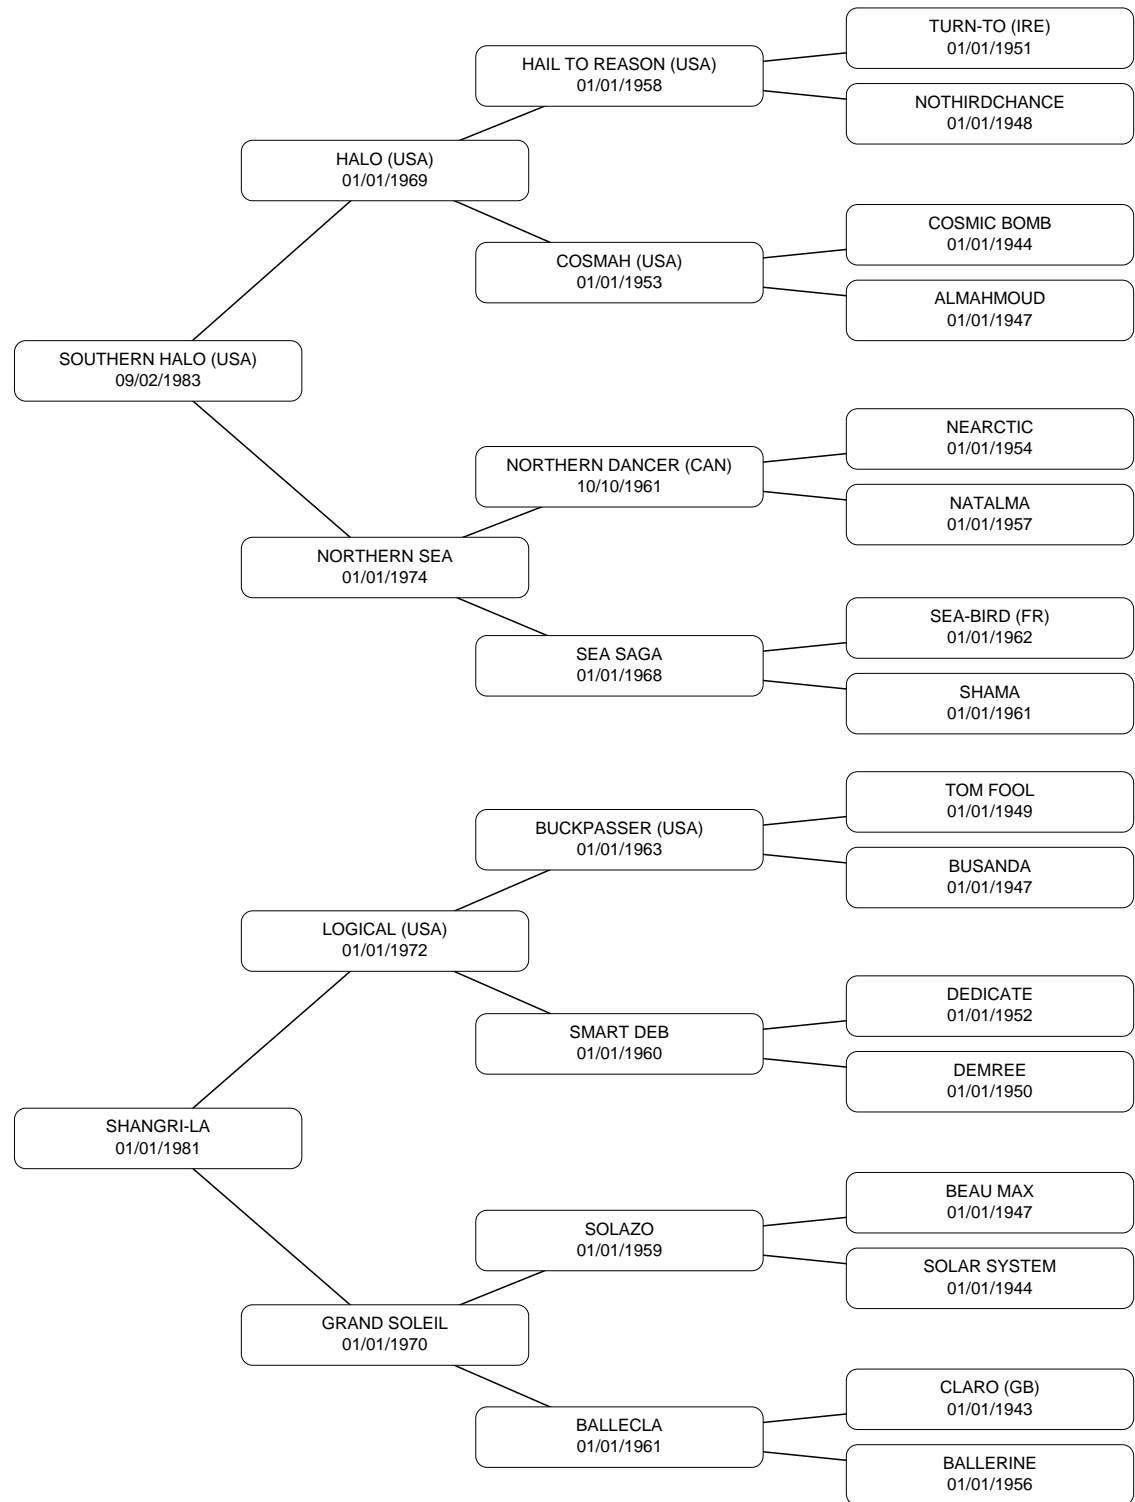 TURN-TO (IRE)
01/01/1951
HAIL TO REASON (USA)
01/01/1958
NOTHIRDCHANCE
01/01/1948
HALO (USA)
01/01/1969
COSMIC BOMB
01/01/1944
COSMAH (USA)
01/01/1953
ALMAHMOUD
01/01/1947
SOUTHERN HALO (USA)
09/02/1983
NEARCTIC
01/01/1954
NORTHERN DANCER (CAN)
10/10/1961
NATALMA
01/01/1957
NORTHERN SEA
01/01/1974
SEA-BIRD (FR)
01/01/1962
SEA SAGA
01/01/1968
SHAMA
01/01/1961
TOM FOOL
01/01/1949
BUCKPASSER (USA)
01/01/1963
BUSANDA
01/01/1947
LOGICAL (USA)
01/01/1972
DEDICATE
01/01/1952
SMART DEB
01/01/1960
DEMREE
01/01/1950
SHANGRI-LA
01/01/1981
BEAU MAX
01/01/1947
SOLAZO
01/01/1959
SOLAR SYSTEM
01/01/1944
GRAND SOLEIL
01/01/1970
CLARO (GB)
01/01/1943
BALLECLA
01/01/1961
BALLERINE
01/01/1956